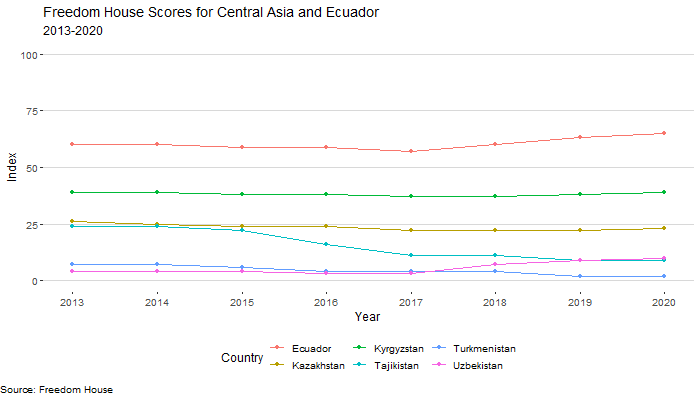 Freedom House Scores for Central Asia and Ecuador
2013-2020
100
75
50
25
0
Index
2013 2014 2015 2016 2017 2018 2019 2020
Year
Country
Ecuador Kyrgyzstan Turkmenistan
Kazakhstan Tajikistan Uzbekistan
Source: Freedom House